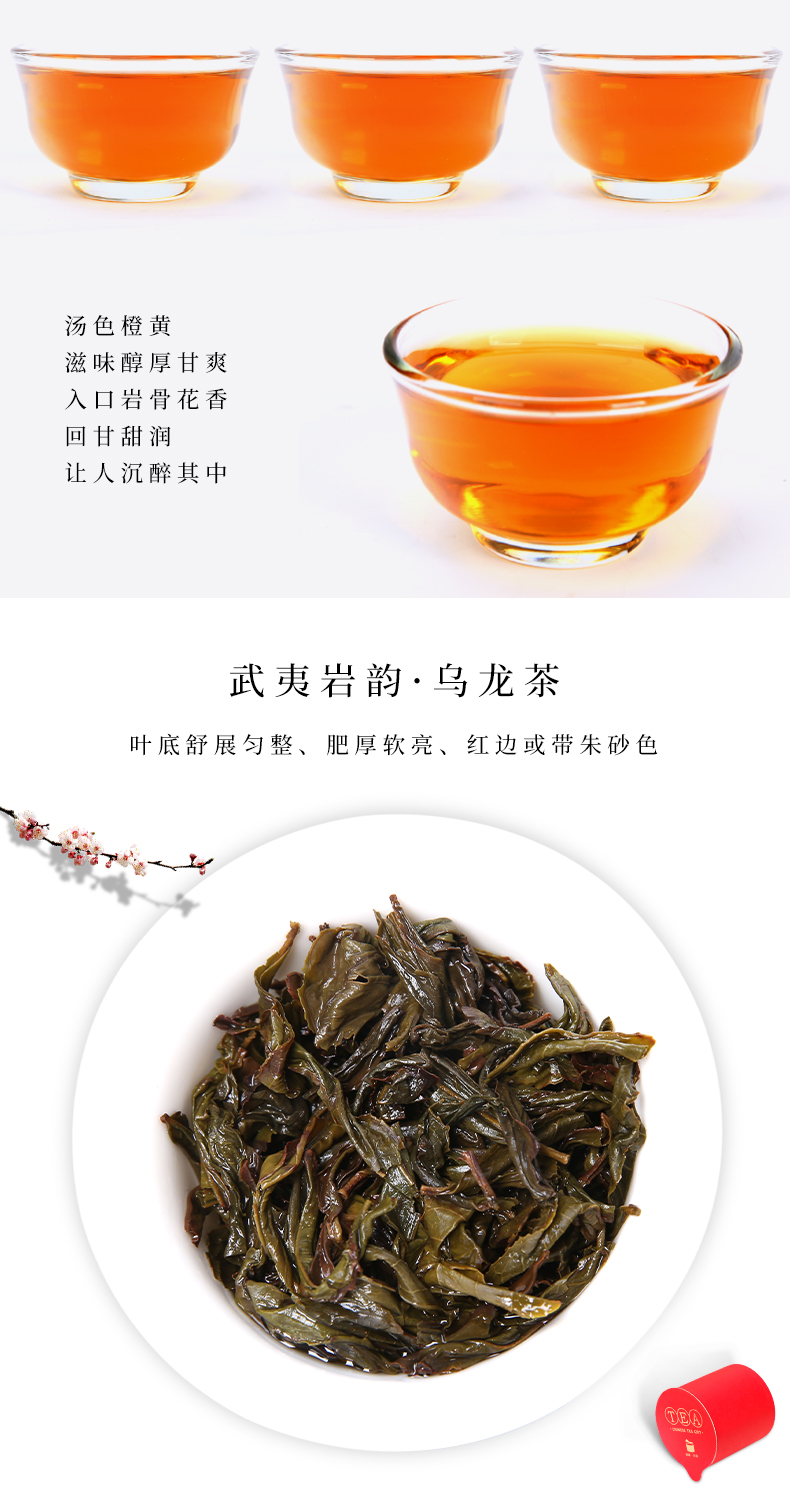 汤色橙黄
滋味醇厚甘爽
入口岩骨花香
回甘甜润
让人沉醉其中
武夷岩韵·乌龙茶
叶底舒展匀整、肥厚软亮、红边或带朱砂色
TEA